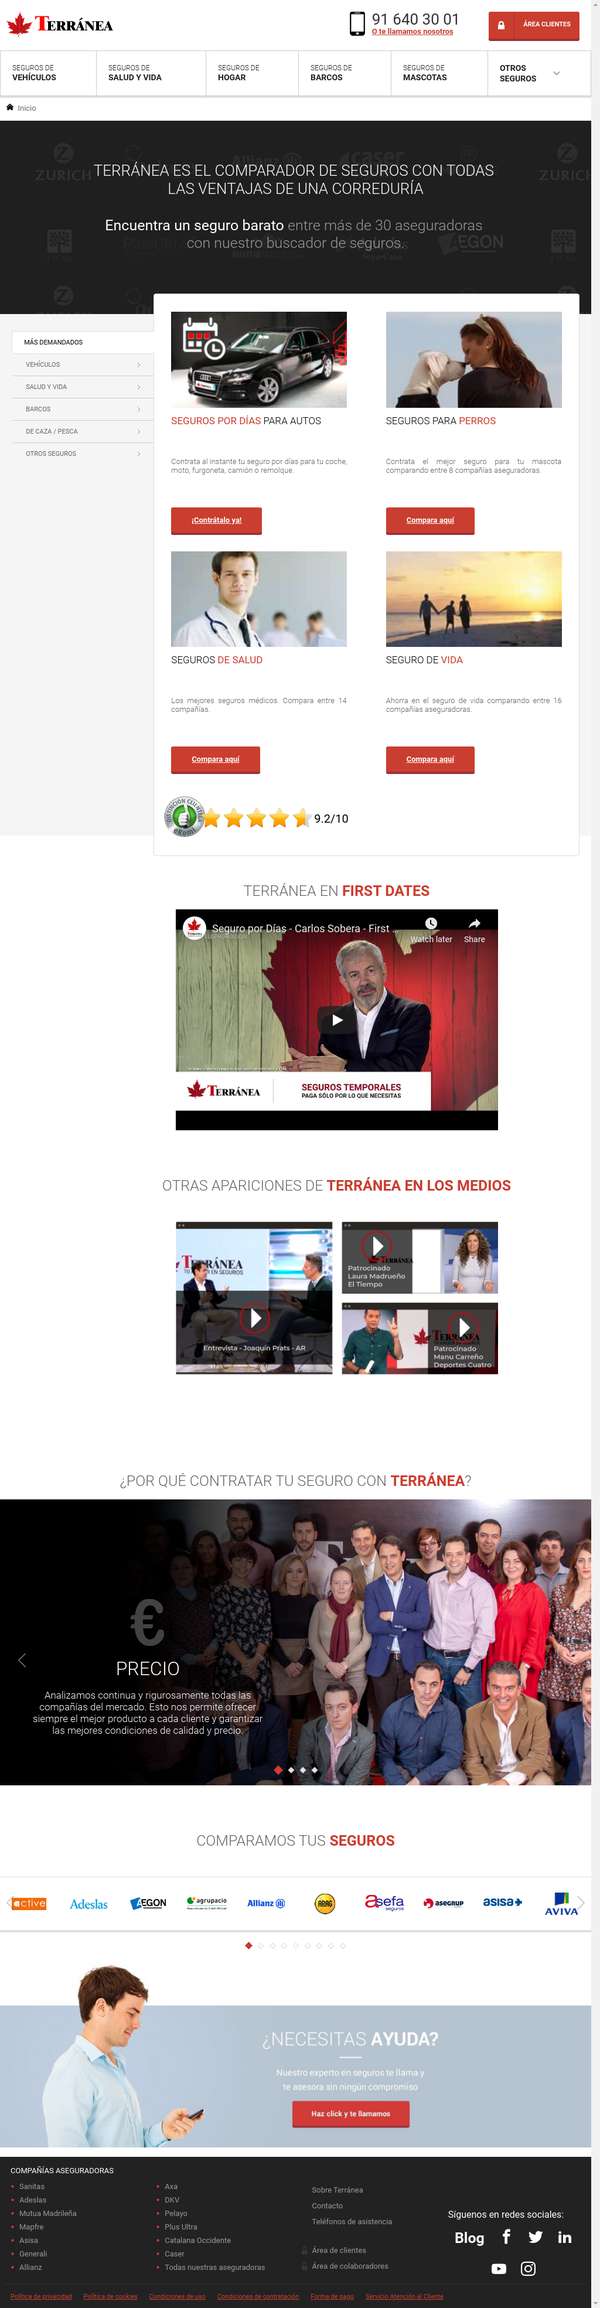 TERRÁNEA
91 640 30 01
O te llamamos nosotros
ÁREA CLIENTES
SEGUROS DE
VEHÍCULOS
SEGUROS DE
SALUD Y VIDA
SEGUROS DE
HOGAR
SEGUROS DE
BARCOS
SEGUROS DE
MASCOTAS
OTROS
SEGUROS
Inicio
TERRÁNEA ES EL COMPARADOR DE SEGUROS CON TODAS
LAS VENTAJAS DE UNA CORREDURÍA
ZURICH
Allianz
caser
ZURICH
Encuentra un seguro barato entre más de 30 aseguradoras
con nuestro buscador de seguros.
AEGON
MÁS DEMANDADOS
VEHÍCULOS
SALUD Y VIDA
BARCOS
DE CAZA / PESCA
OTROS SEGUROS
SEGUROS POR DÍAS PARA AUTOS
Contrata al instante tu seguro por días para tu coche,
moto, furgoneta, camión o remolque.
¡Contrátalo ya!
SEGUROS PARA PERROS
Contrata el mejor seguro para tu mascota
comparando entre 8 compañías aseguradoras.
Compara aquí
SEGUROS DE SALUD
Los mejores seguros médicos. Compara entre 14
compañías.
Compara aquí
SEGURO DE VIDA
Ahorra en el seguro de vida comparando entre 16
compañías aseguradoras.
Compara aquí
eKomi
9.2/10
TERRÁNEA EN FIRST DATES
Seguro por Días - Carlos Sobera - First ...
Watch later
Share
TERRÁNEA
SEGUROS TEMPORALES
PAGA SÓLO POR LO QUE NECESITAS
OTRAS APARICIONES DE TERRÁNEA EN LOS MEDIOS
Entrevista - Joaquín Prats - AR
Patrocinado
Laura Madrueño
El Tiempo
Patrocinado
Manu Carreño
Deportes Cuatro
¿POR QUÉ CONTRATAR TU SEGURO CON TERRÁNEA?
€
PRECIO
Analizamos continua y rigurosamente todas las
compañías del mercado. Esto nos permite ofrecer
siempre el mejor producto a cada cliente y garantizar
las mejores condiciones de calidad y precio.
COMPARAMOS TUS SEGUROS
active
Adeslas
AEGON
agrupacio
Allianz
ARAG
asefa
seguros
asegrup
asisa+
AVIVA
¿NECESITAS AYUDA?
Nuestro experto en seguros te llama y
te asesora sin ningún compromiso
Haz click y te llamamos
COMPAÑÍAS ASEGURADORAS
Sanitas
Adeslas
Mutua Madrileña
Mapfre
Asisa
Generali
Allianz
Axa
DKV
Pelayo
Plus Ultra
Catalana Occidente
Caser
Todas nuestras aseguradoras
Sobre Terránea
Contacto
Teléfonos de asistencia
Área de clientes
Área de colaboradores
Síguenos en redes sociales:
Blog
Política de privacidad
Política de cookies
Condiciones de uso
Condiciones de contratación
Forma de pago
Servicio Atención al Cliente